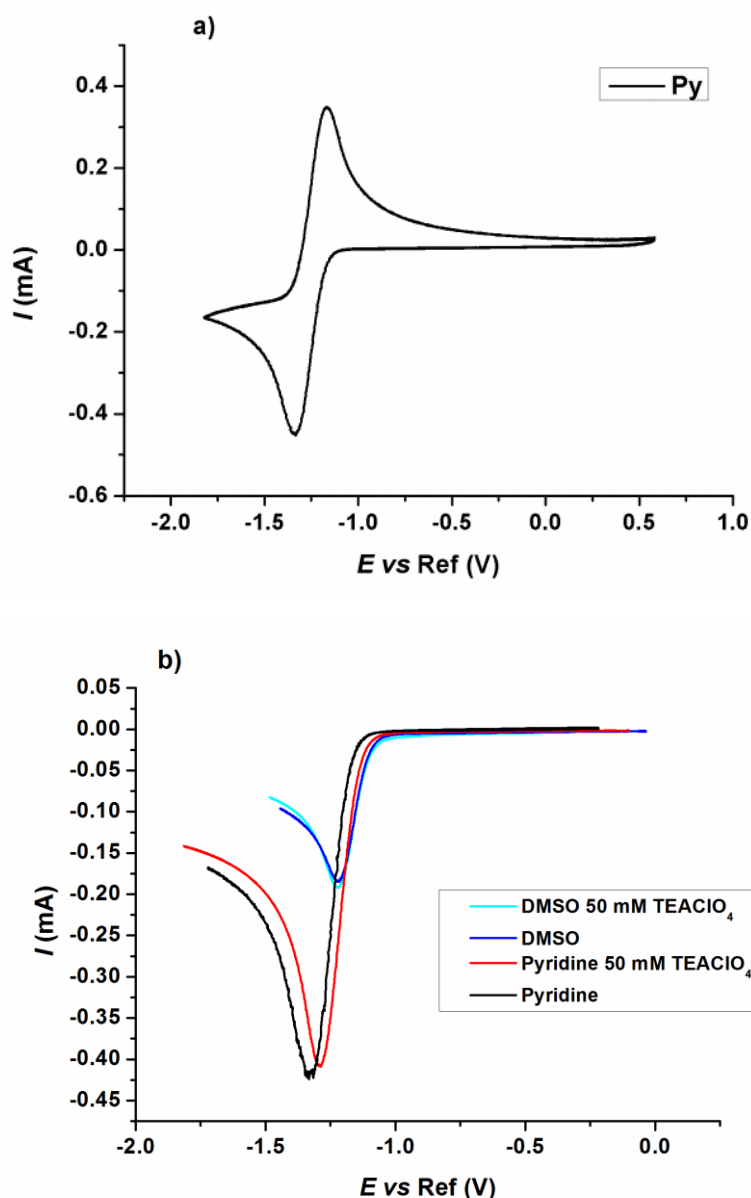 a)
Py
0.4
0.2
0.0
-0.2
-0.4
-0.6
I (mA)
-2.0 -1.5 -1.0 -0.5 0.0 0.5 1.0
E vs Ref (V)
b)
0.05
0.00
-0.05
-0.10
-0.15
-0.20
-0.25
-0.30
-0.35
-0.40
-0.45
I (mA)
DMSO 50 mM TEAClO₄
DMSO
Pyridine 50 mM TEAClO₄
Pyridine
-2.0 -1.5 -1.0 -0.5 0.0
E vs Ref (V)